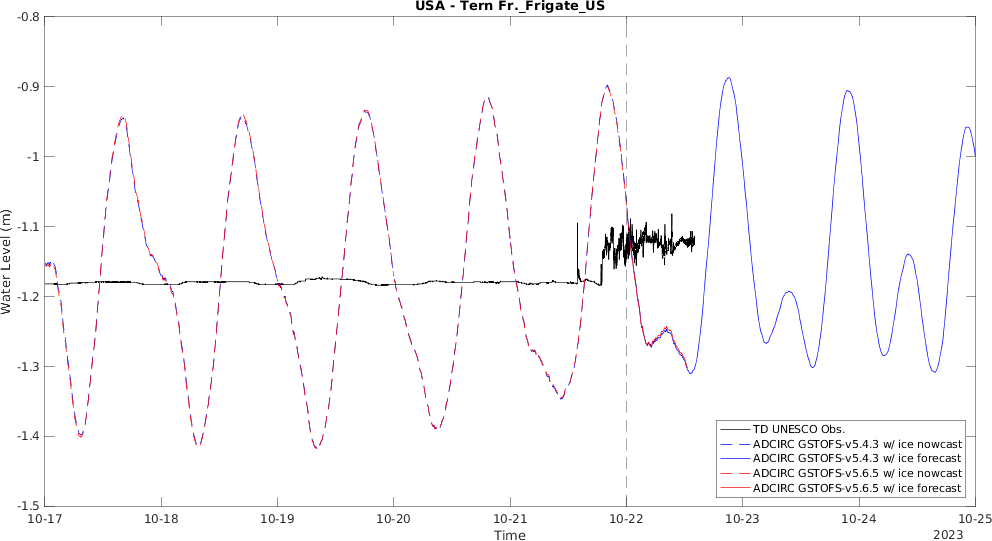 USA - Tern Fr._Frigate_US
-0.8
-0.9
-1
-1.1
-1.2
-1.3
-1.4
-1.5
Water Level (m)
10-17 10-18 10-19 10-20 10-21 10-22 10-23 10-24 10-25
Time
2023
TD UNESCO Obs.
ADCIRC GSTOFS-v5.4.3 w/ ice nowcast
ADCIRC GSTOFS-v5.4.3 w/ ice forecast
ADCIRC GSTOFS-v5.6.5 w/ ice nowcast
ADCIRC GSTOFS-v5.6.5 w/ ice forecast